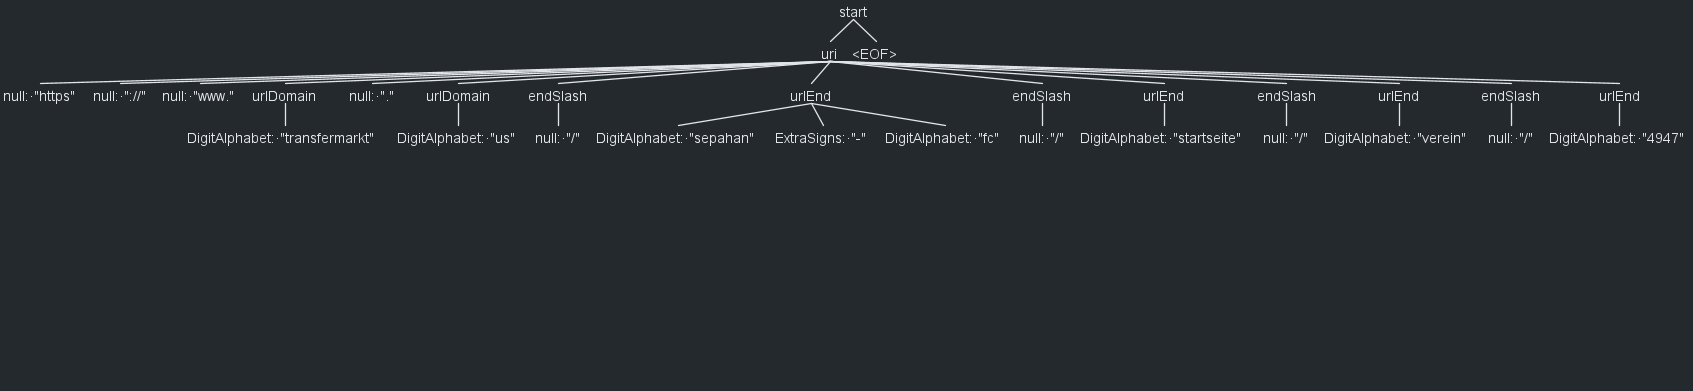 start
uri <EOF>
null:·"https" null:·"://" null:·"www." urlDomain null:·"." urlDomain endSlash urlEnd endSlash urlEnd endSlash urlEnd endSlash urlEnd
DigitAlphabet:·"transfermarkt" DigitAlphabet:·"us" null:·"/" DigitAlphabet:·"sepahan" ExtraSigns:·"-" DigitAlphabet:·"fc" null:·"/" DigitAlphabet:·"startseite" null:·"/" DigitAlphabet:·"verein" null:·"/" DigitAlphabet:·"4947"